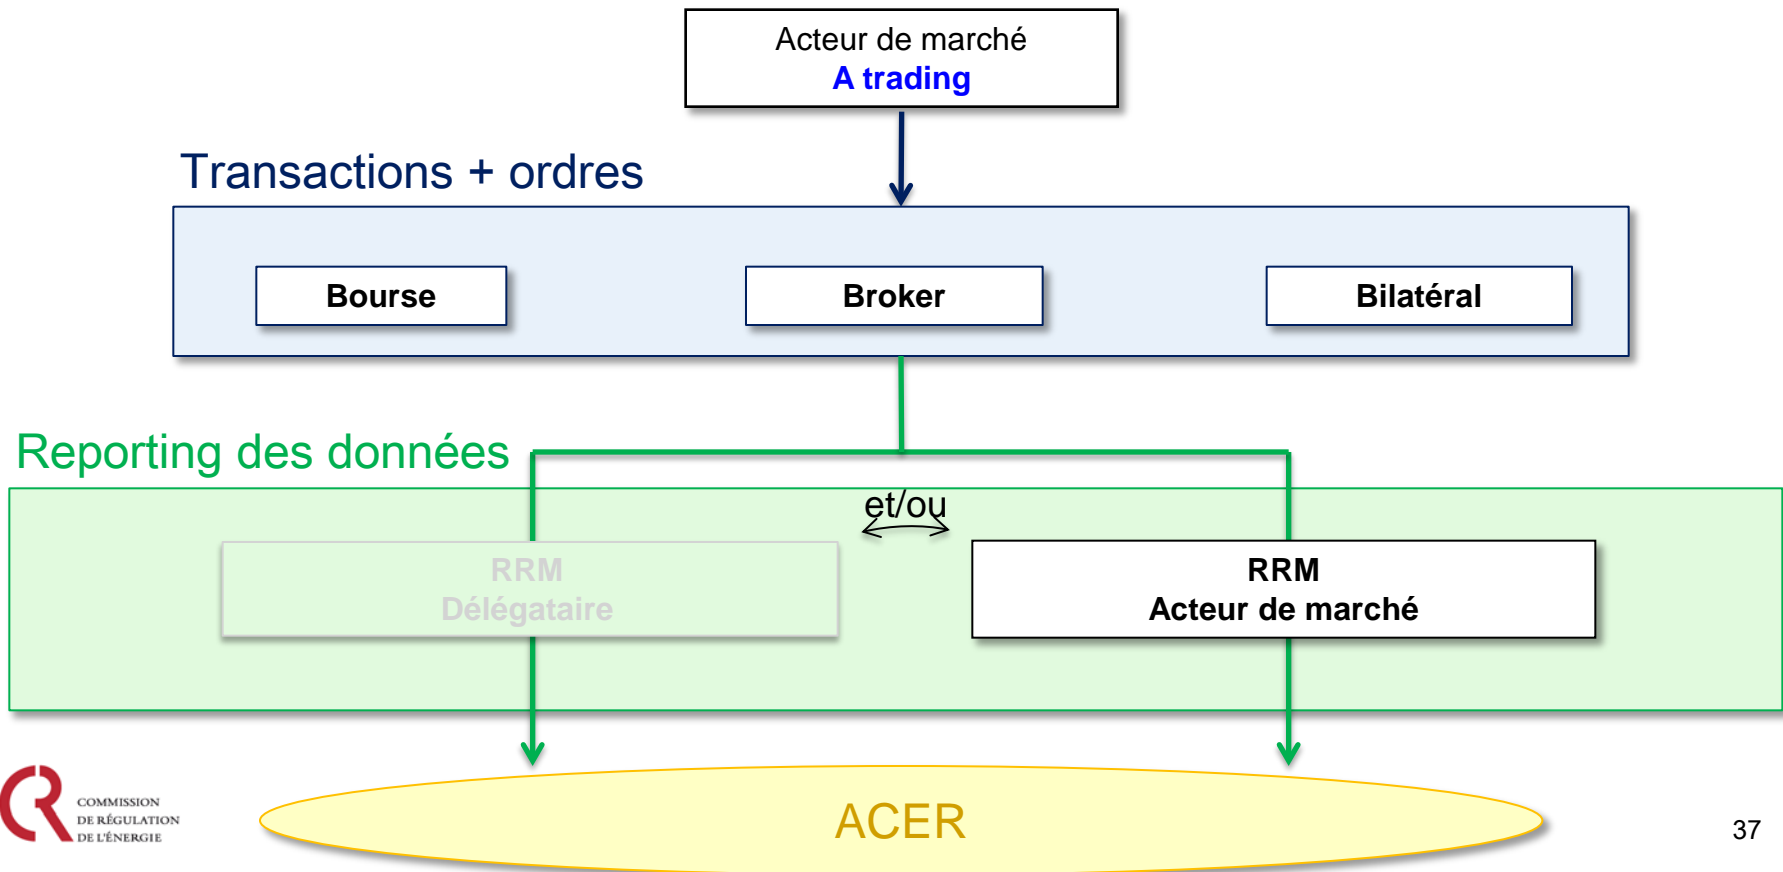 Acteur de marché
A trading
Transactions + ordres
Bourse
Broker
Bilatéral
Reporting des données
et/ou
RRM
Délégataire
RRM
Acteur de marché
COMMISSION
DE RÉGULATION
DE L'ÉNERGIE
ACER
37